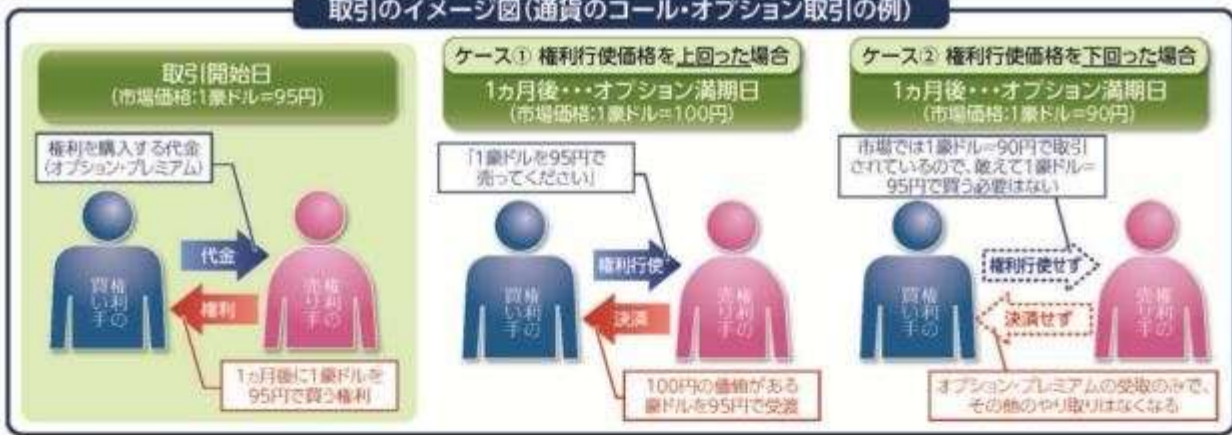 取引のイメージ図(通貨のコール・オプション取引の例)
取引開始日
(市場価格:1豪ドル=95円)
権利を購入する代金
(オプション・プレミアム)
代金
権利
権利の
買い手
権利の
売り手
1ヵ月後に1豪ドルを
95円で買う権利
ケース① 権利行使価格を上回った場合
1ヵ月後・・・オプション満期日
(市場価格:1豪ドル=100円)
「1豪ドルを95円で
売ってください」
権利行使
決済
権利の
買い手
権利の
売り手
100円の価値がある
豪ドルを95円で受渡
ケース② 権利行使価格を下回った場合
1ヵ月後・・・オプション満期日
(市場価格:1豪ドル=90円)
市場では1豪ドル=90円で取引
されているので、敢えて1豪ドル=
95円で買う必要はない
権利行使せず
決済せず
権利の
買い手
権利の
売り手
オプション・プレミアムの受取のみで、
その他のやり取りはなくなる